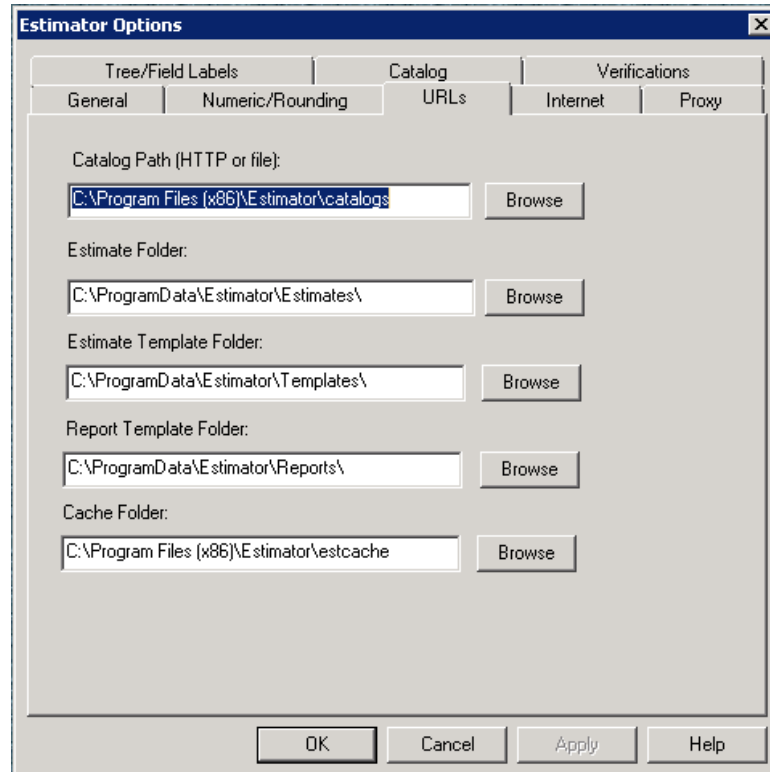 Estimator Options
Tree/Field Labels Catalog Verifications
General Numeric/Rounding URLs Internet Proxy
Catalog Path (HTTP or file):
C:\Program Files (x86)\Estimator\catalogs Browse
Estimate Folder:
C:\ProgramData\Estimator\Estimates\ Browse
Estimate Template Folder:
C:\ProgramData\Estimator\Templates\ Browse
Report Template Folder:
C:\ProgramData\Estimator\Reports\ Browse
Cache Folder:
C:\Program Files (x86)\Estimator\estcache Browse
OK Cancel Apply Help